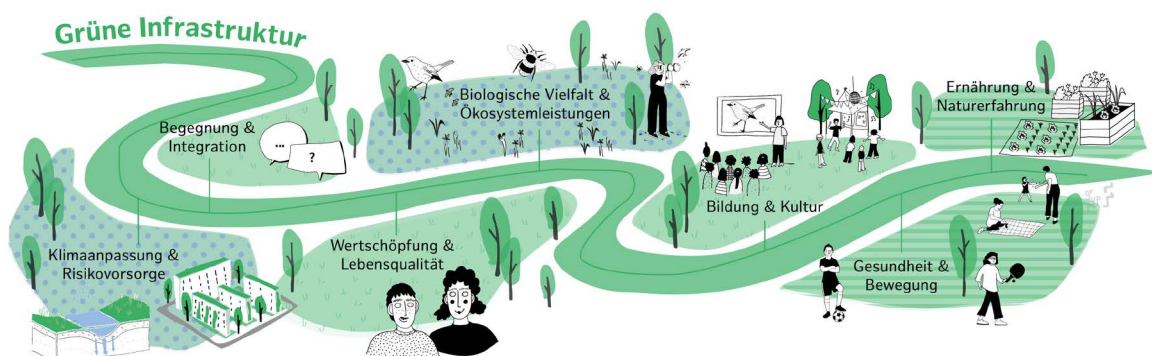 Grüne Infrastruktur
Begegnung &
Integration
Biologische Vielfalt &
Ökosystemleistungen
Ernährung &
Naturerfahrung
Bildung & Kultur
Klimaanpassung &
Risikovorsorge
Wertschöpfung &
Lebensqualität
Gesundheit &
Bewegung
...
?